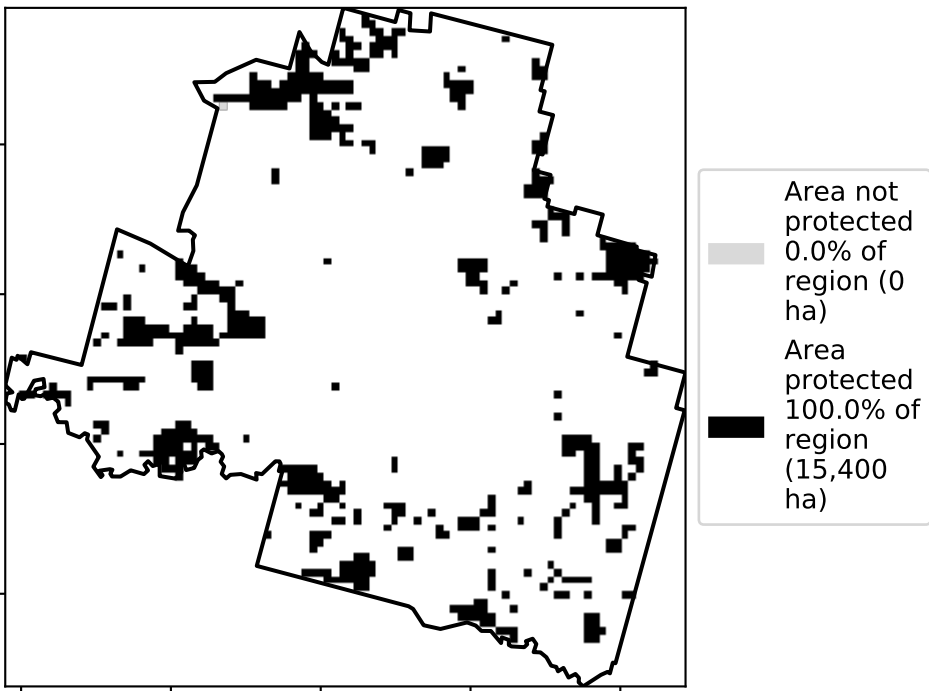 Area not
protected
0.0% of
region (0
ha)
Area
protected
100.0% of
region
(15,400
ha)